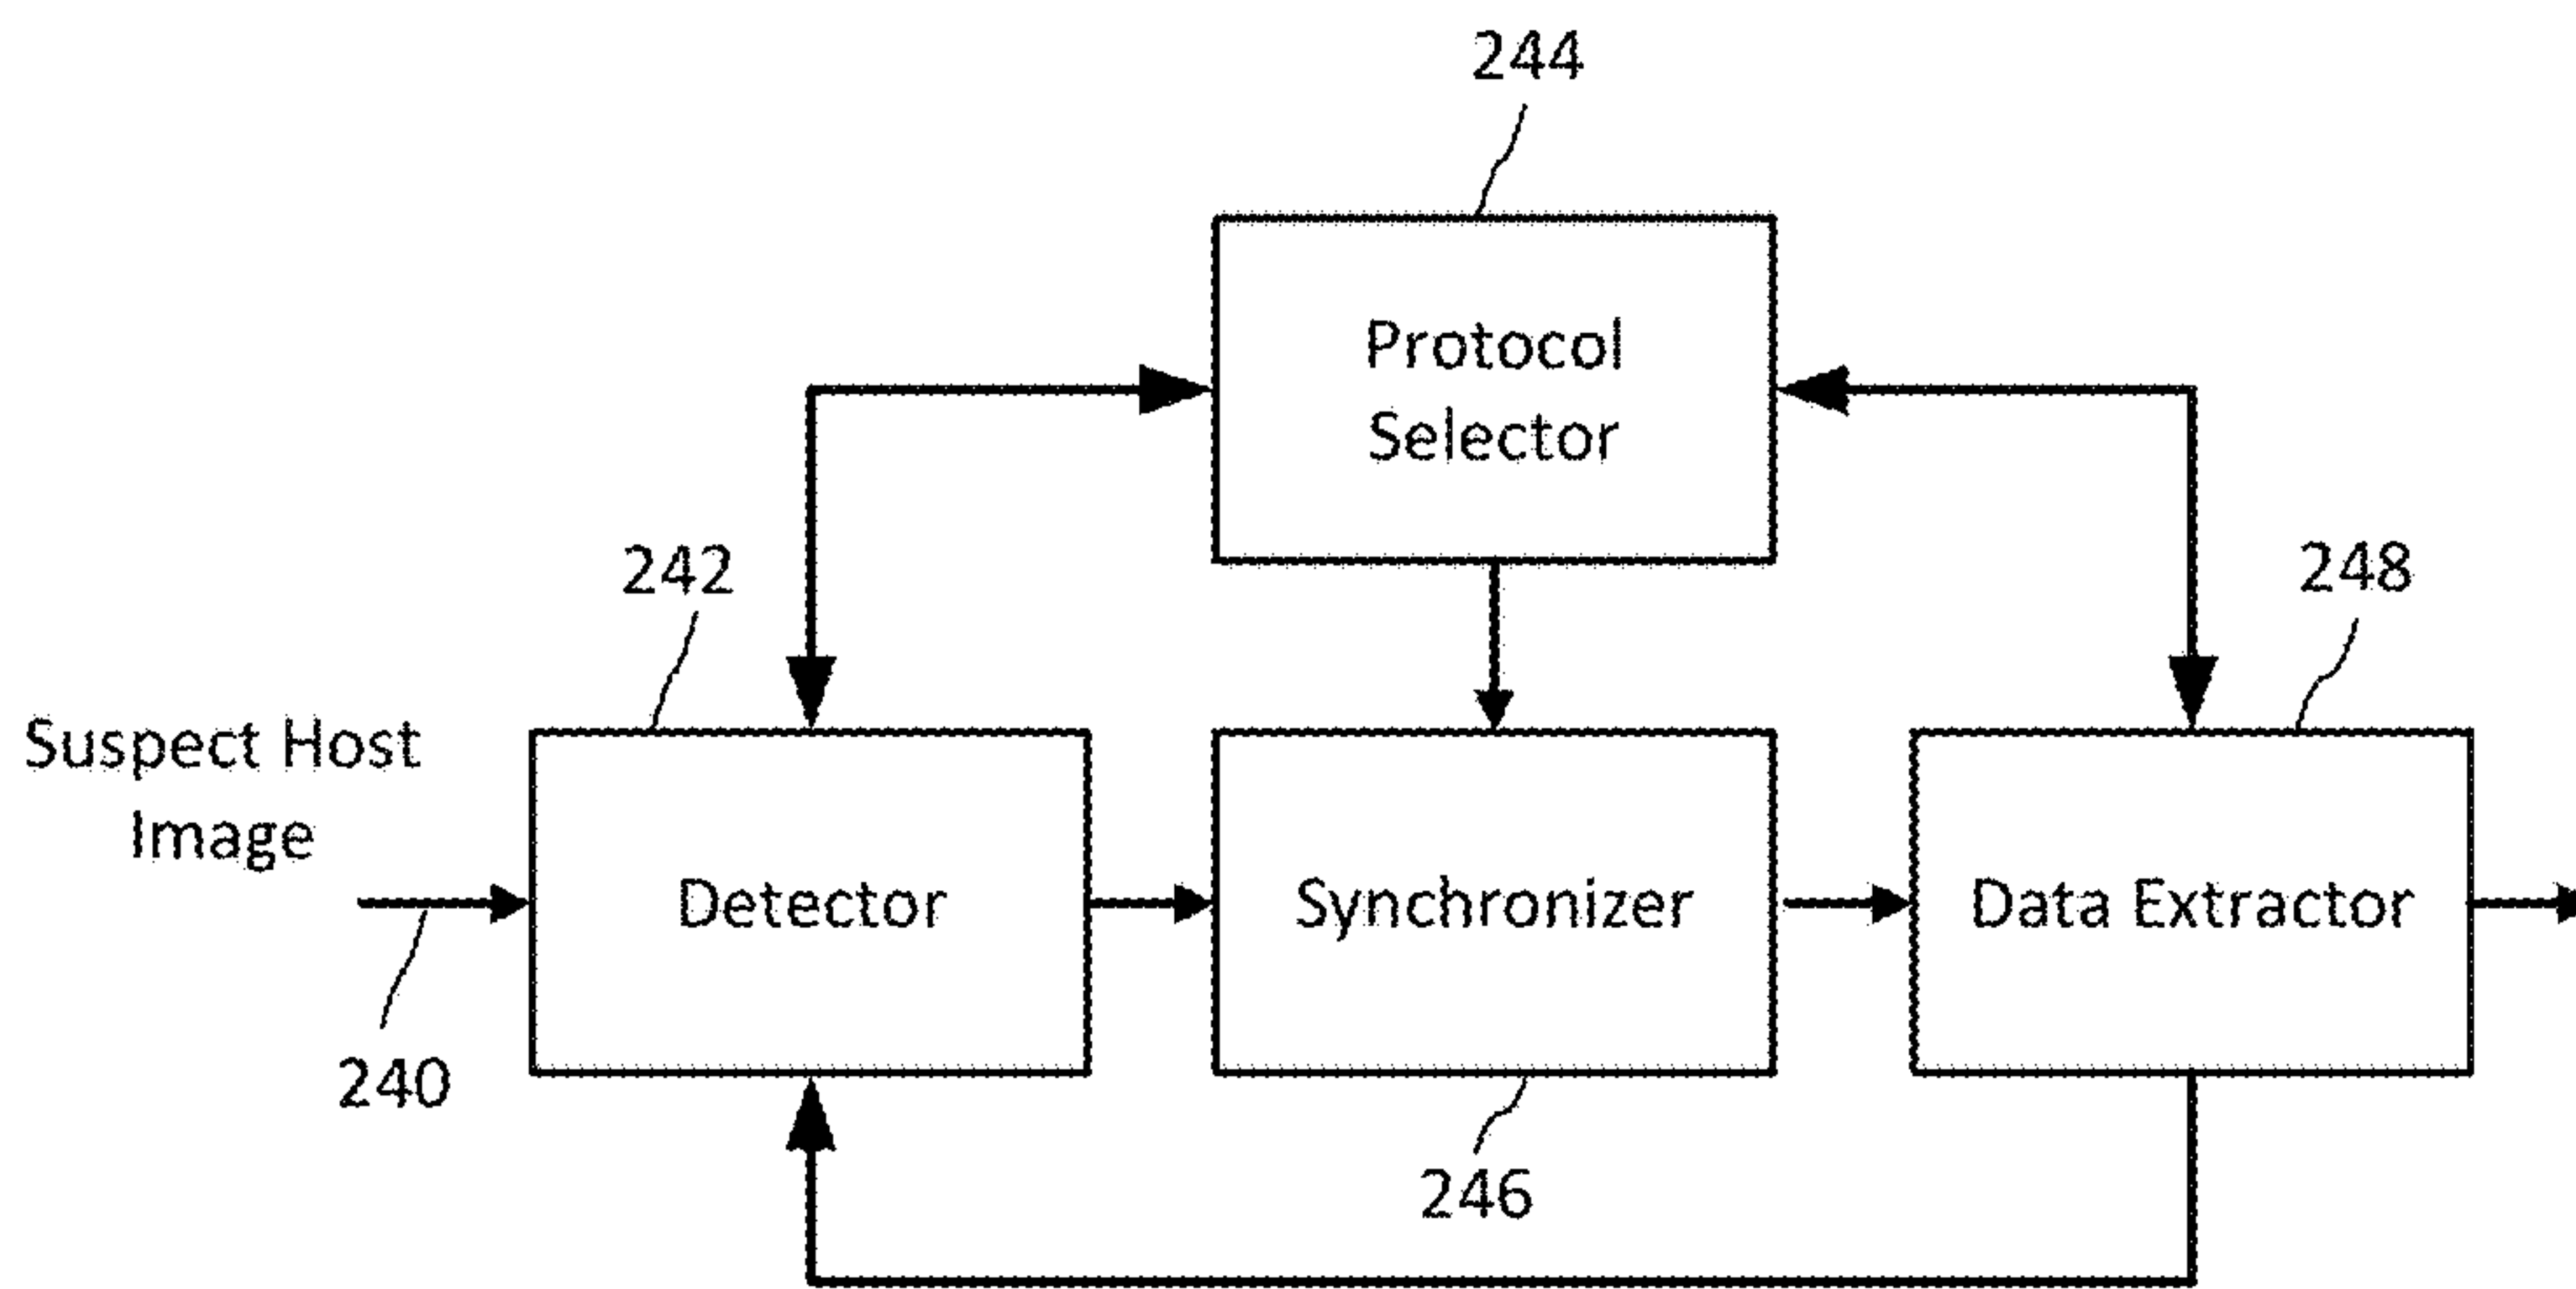 244
Protocol
Selector
242
248
Suspect Host
Image
Detector
Synchronizer
Data Extractor
240
246